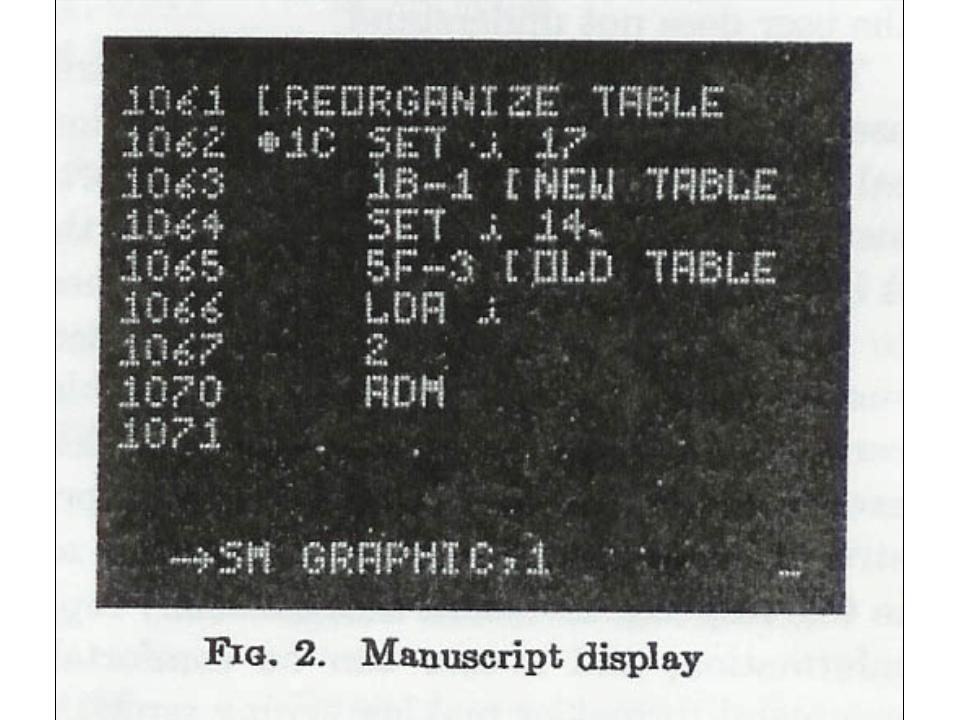 1061 [REORGANIZE TABLE
1062 ●1C SET i 17
1063 1B-1 [NEW TABLE
1064 SET i 14
1065 5F-3 [OLD TABLE
1066 LDA i
1067 2
1070 ADM
1071
→SM GRAPHIC,1 _
FIG. 2. Manuscript display